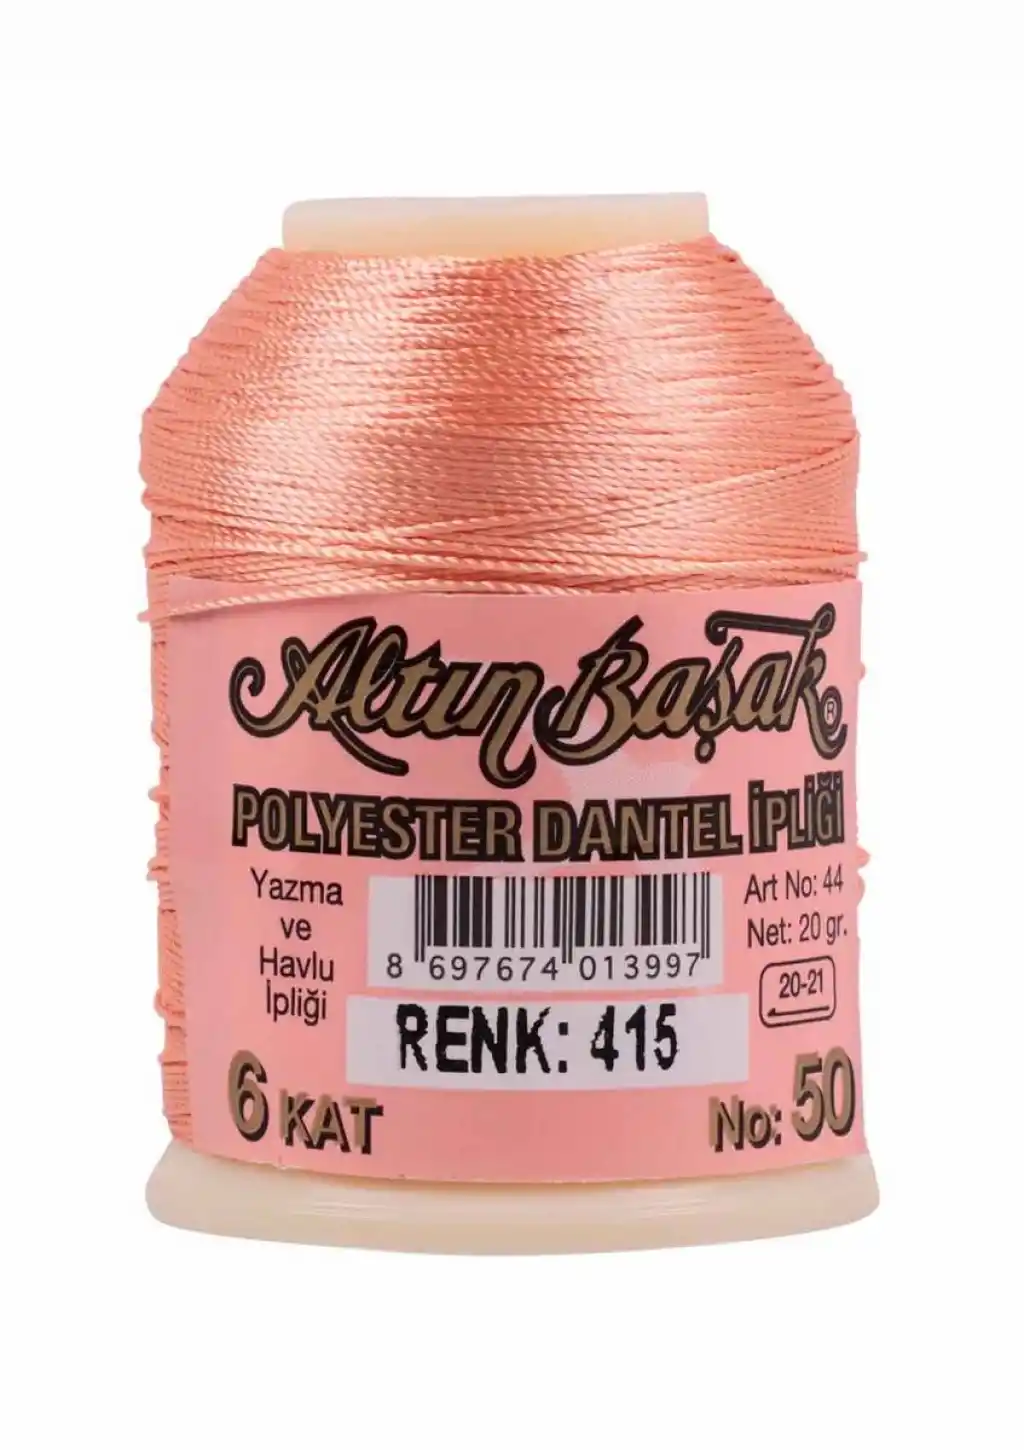 Altın Başak ®
POLYESTER DANTEL İPLİĞİ
Yazma
ve
Havlu
İpliği
8 697674 013997
Art No: 44
Net: 20 gr.
20-21
RENK: 415
6 KAT
No: 50